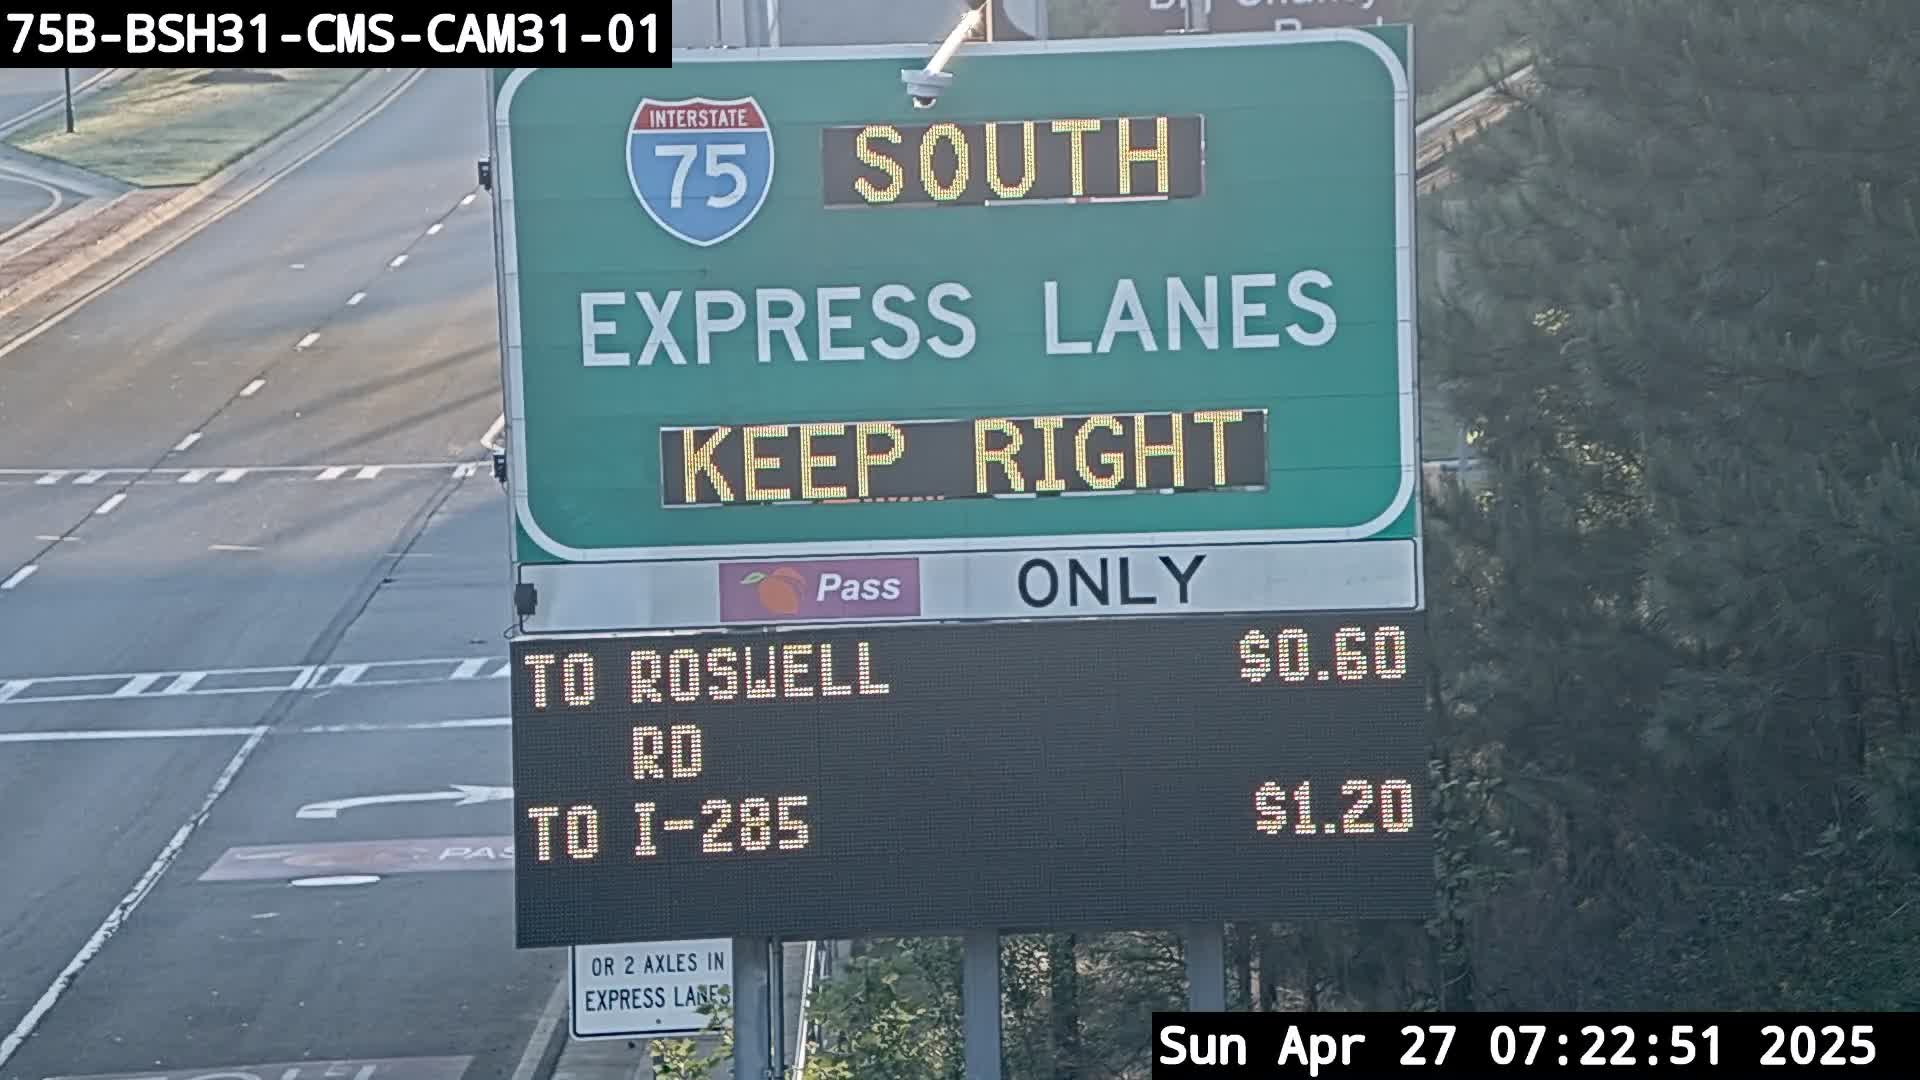 75B-BSH31-CMS-CAM31-01
INTERSTATE
75
SOUTH
EXPRESS LANES
KEEP RIGHT
Pass
ONLY
TO ROSWELL $0.60
RD
TO I-285 $1.20
OR 2 AXLES IN
EXPRESS LANES
Sun Apr 27 07:22:51 2025